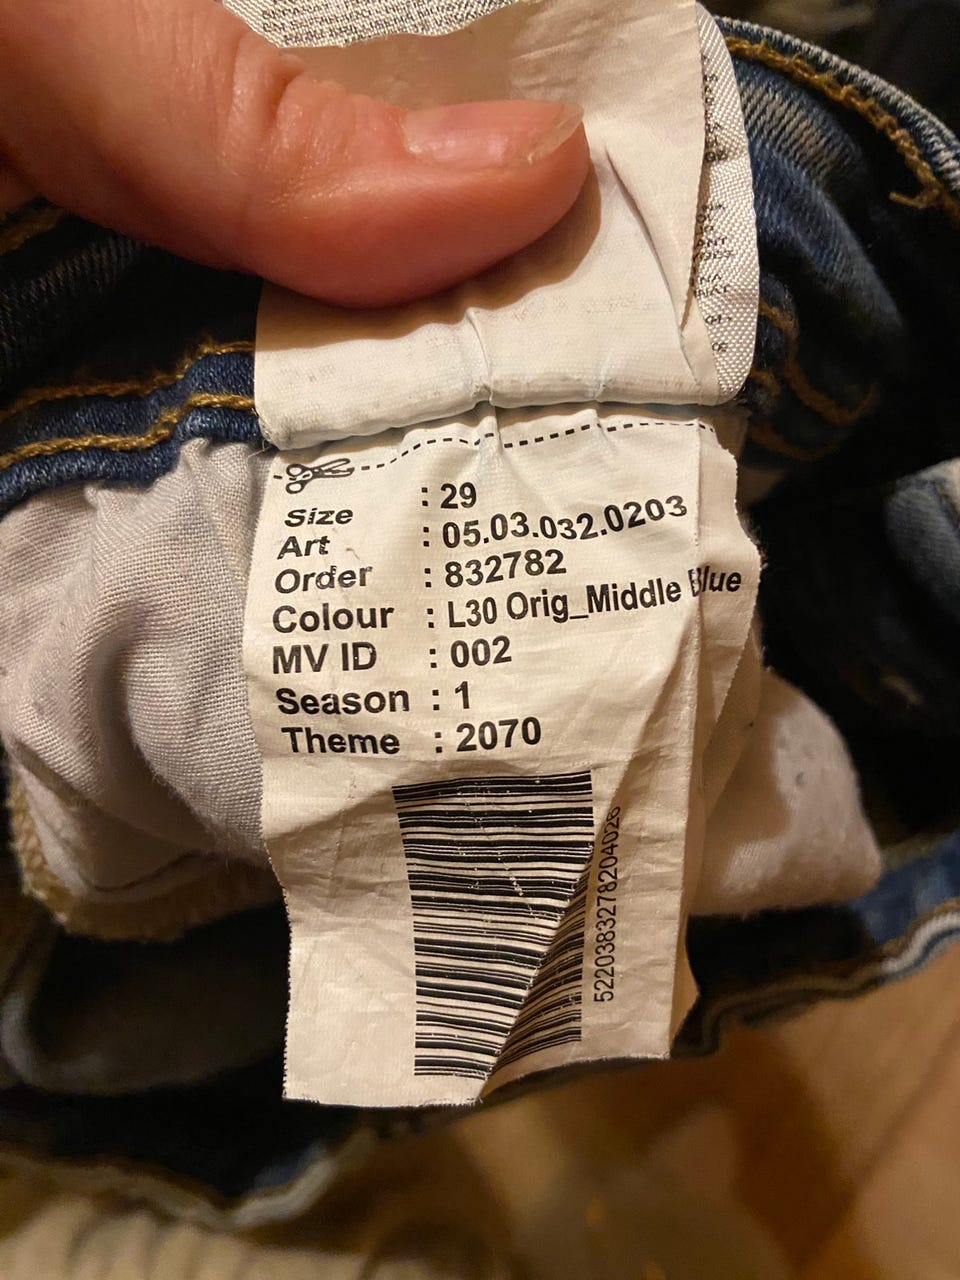 Size : 29
Art : 05.03.032.0203
Order : 832782
Colour : L30 Orig_Middle Blue
MV ID : 002
Season : 1
Theme : 2070
5220383278204026